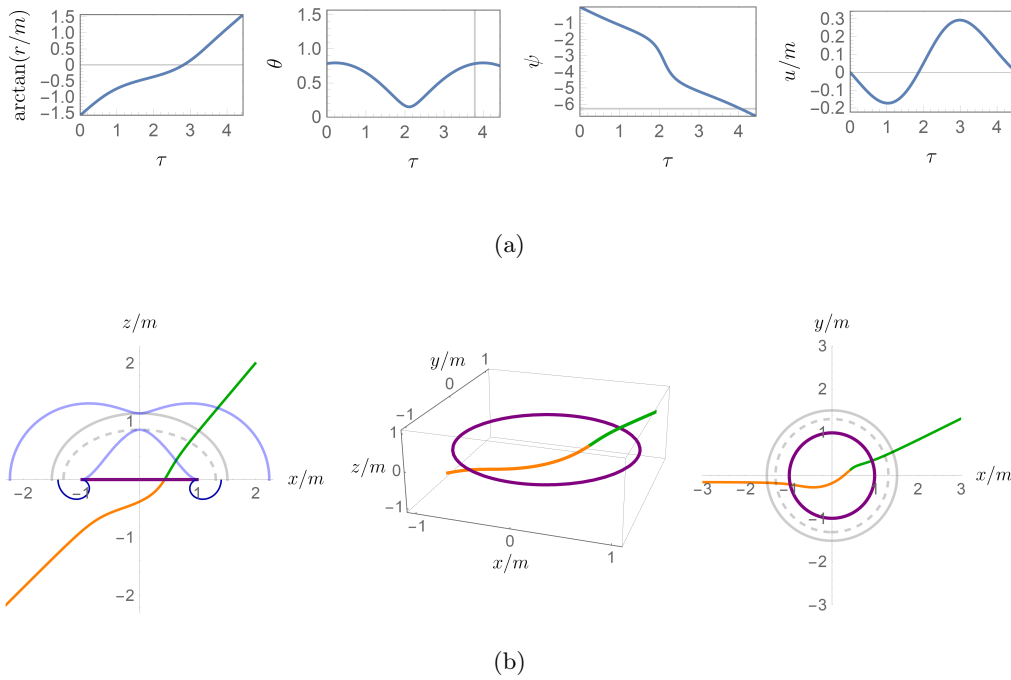 arctan(r/m)
1.5
1.0
0.5
0.0
−0.5
−1.0
−1.5
0 1 2 3 4
τ
θ
1.5
1.0
0.5
0
0 1 2 3 4
τ
ψ
−1
−2
−3
−4
−5
−6
0 1 2 3 4
τ
u/m
0.3
0.2
0.1
0
−0.1
−0.2
0 1 2 3 4
τ
(a)
z/m
2
1
−2 −1 1 2 x/m
−1
−2
y/m
1
0
−1
1
z/m 0
−1
−1 0 1
x/m
y/m
3
2
1
−3 −2 −1 1 2 3 x/m
−1
−2
−3
(b)